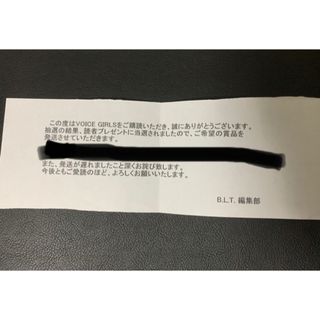 この度はVOICE GIRLSをご購読いただき、誠にありがとうございます。
抽選の結果、読者プレゼントに当選されましたので、ご希望の賞品を
発送させていただきます。
また、発送が遅れましたこと深くお詫び致します。
今後ともご愛読のほど、よろしくお願いいたします。
B.L.T. 編集部